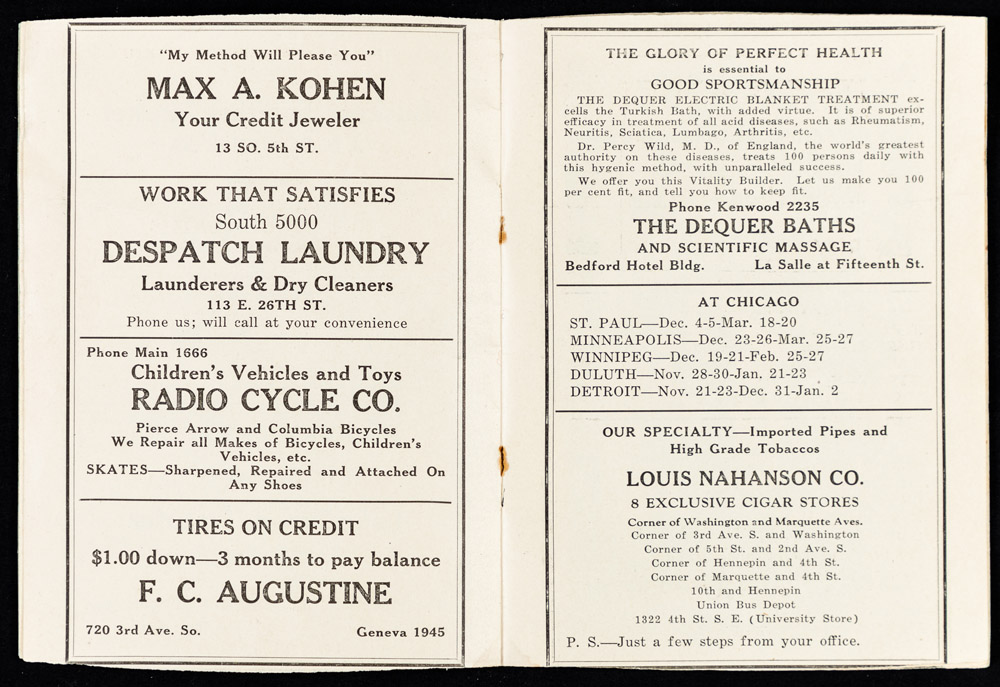 "My Method Will Please You"
MAX A. KOHEN
Your Credit Jeweler
13 SO. 5th ST.
WORK THAT SATISFIES
South 5000
DESPATCH LAUNDRY
Launderers & Dry Cleaners
113 E. 26TH ST.
Phone us; will call at your convenience
Phone Main 1666
Children's Vehicles and Toys
RADIO CYCLE CO.
Pierce Arrow and Columbia Bicycles
We Repair all Makes of Bicycles, Children's
Vehicles, etc.
SKATES—Sharpened, Repaired and Attached On
Any Shoes
TIRES ON CREDIT
$1.00 down—3 months to pay balance
F. C. AUGUSTINE
720 3rd Ave. So. Geneva 1945
THE GLORY OF PERFECT HEALTH
is essential to
GOOD SPORTSMANSHIP
THE DEQUER ELECTRIC BLANKET TREATMENT ex-
cells the Turkish Bath, with added virtue. It is of superior
efficacy in treatment of all acid diseases, such as Rheumatism,
Neuritis, Sciatica, Lumbago, Arthritis, etc.
Dr. Percy Wild, M. D., of England, the world's greatest
authority on these diseases, treats 100 persons daily with
this hygenic method, with unparalleled success.
We offer you this Vitality Builder. Let us make you 100
per cent fit, and tell you how to keep fit.
Phone Kenwood 2235
THE DEQUER BATHS
AND SCIENTIFIC MASSAGE
Bedford Hotel Bldg. La Salle at Fifteenth St.
AT CHICAGO
ST. PAUL—Dec. 4-5-Mar. 18-20
MINNEAPOLIS—Dec. 23-26-Mar. 25-27
WINNIPEG—Dec. 19-21-Feb. 25-27
DULUTH—Nov. 28-30-Jan. 21-23
DETROIT—Nov. 21-23-Dec. 31-Jan. 2
OUR SPECIALTY—Imported Pipes and
High Grade Tobaccos
LOUIS NAHANSON CO.
8 EXCLUSIVE CIGAR STORES
Corner of Washington and Marquette Aves.
Corner of 3rd Ave. S. and Washington
Corner of 5th St. and 2nd Ave. S.
Corner of Hennepin and 4th St.
Corner of Marquette and 4th St.
10th and Hennepin
Union Bus Depot
1322 4th St. S. E. (University Store)
P. S.—Just a few steps from your office.